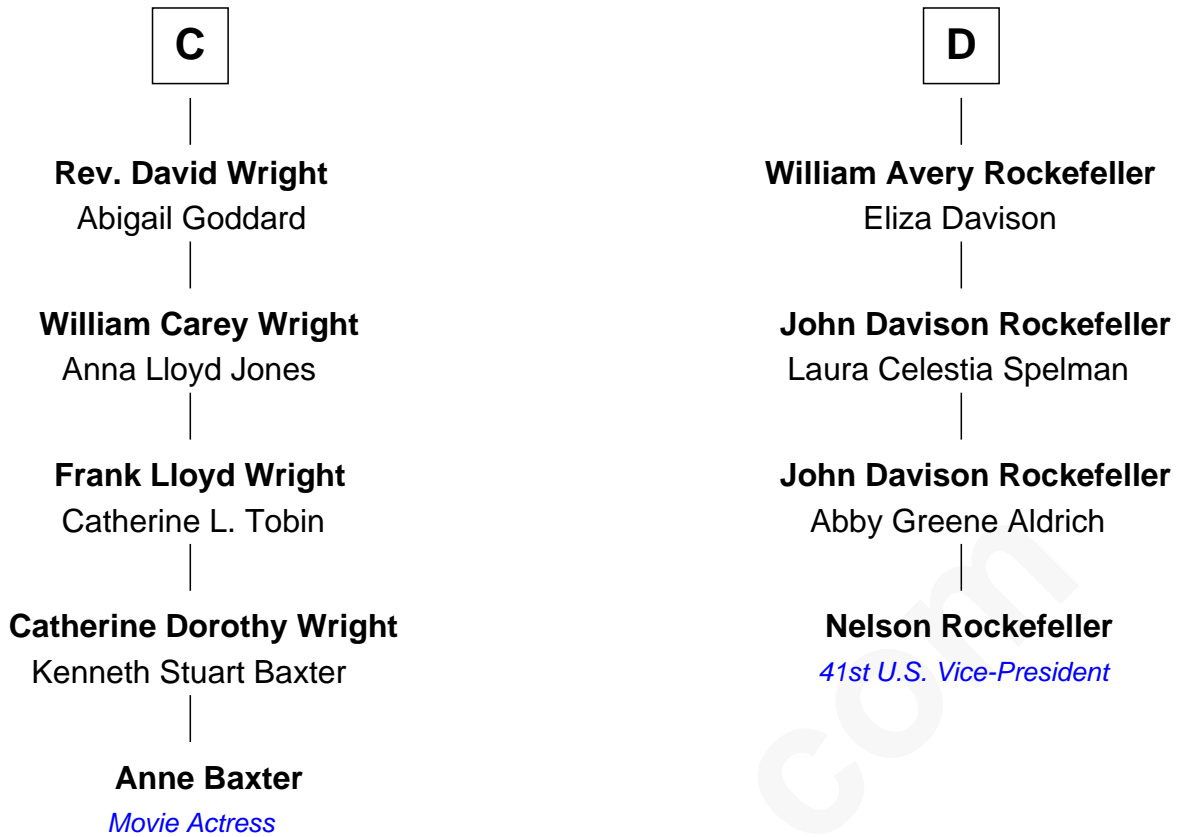 C
Rev. David Wright
Abigail Goddard
William Carey Wright
Anna Lloyd Jones
Frank Lloyd Wright
Catherine L. Tobin
Catherine Dorothy Wright
Kenneth Stuart Baxter
Anne Baxter
Movie Actress
D
William Avery Rockefeller
Eliza Davison
John Davison Rockefeller
Laura Celestia Spelman
John Davison Rockefeller
Abby Greene Aldrich
Nelson Rockefeller
41st U.S. Vice-President
com